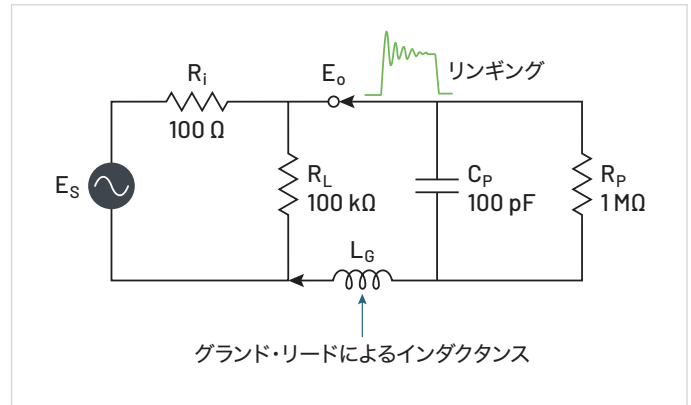 リンギング
Ri
100 Ω
Eo
ES
RL
100 kΩ
CP
100 pF
RP
1 MΩ
LG
グランド・リードによるインダクタンス